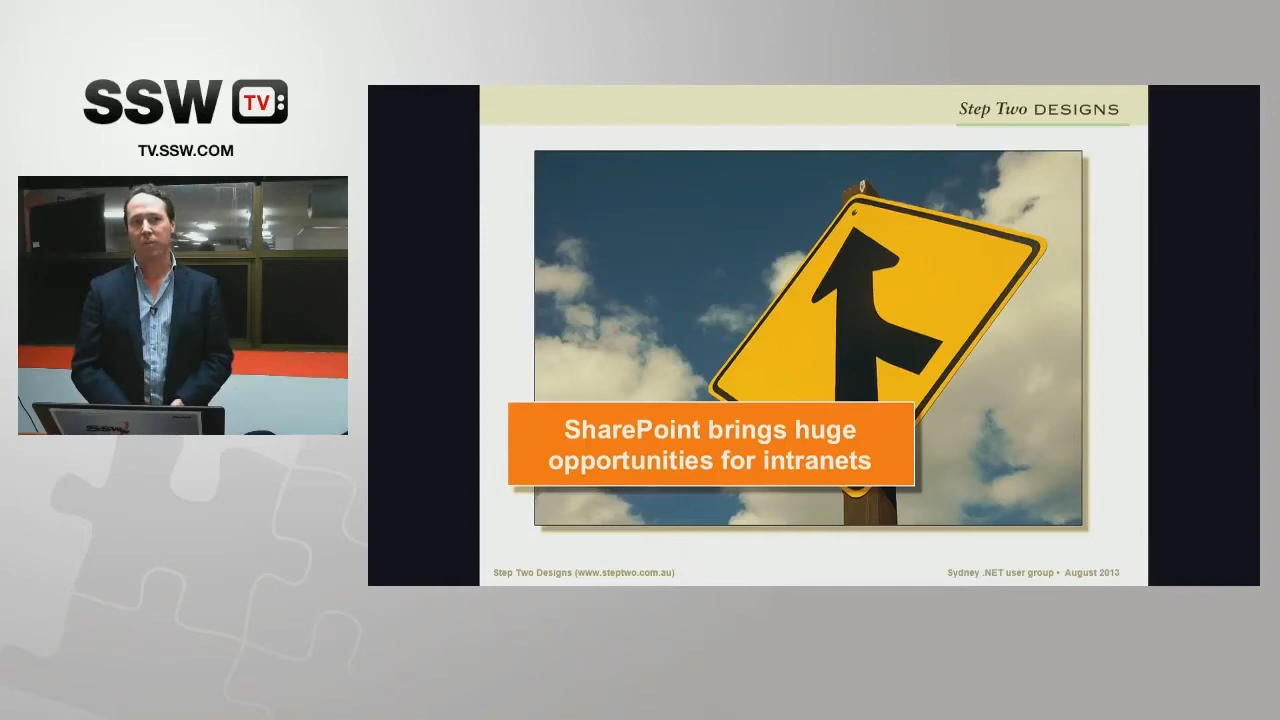 SSW TV
TV.SSW.COM
SSW
Step Two DESIGNS
SharePoint brings huge
opportunities for intranets
Step Two Designs (www.steptwo.com.au)
Sydney .NET user group • August 2013